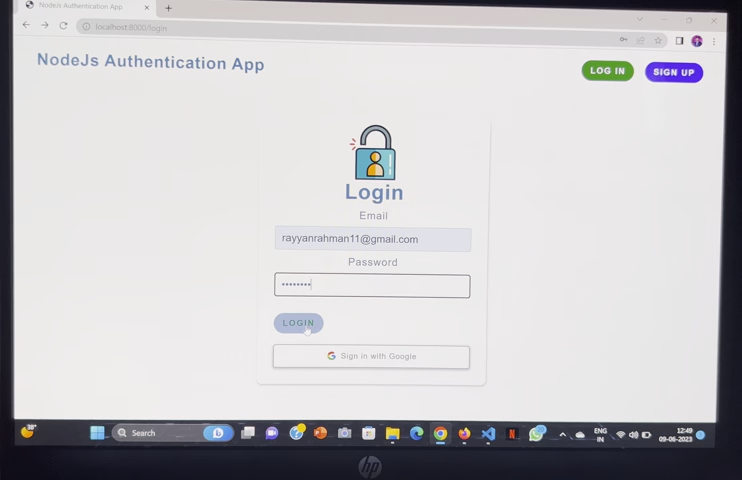 NodeJs Authentication App
localhost:8000/login
NodeJs Authentication App
LOG IN
SIGN UP
Login
Email
rayyanrahman11@gmail.com
Password
LOGIN
Sign in with Google
Search
ENG
IN
12:49
09-06-2023
hp